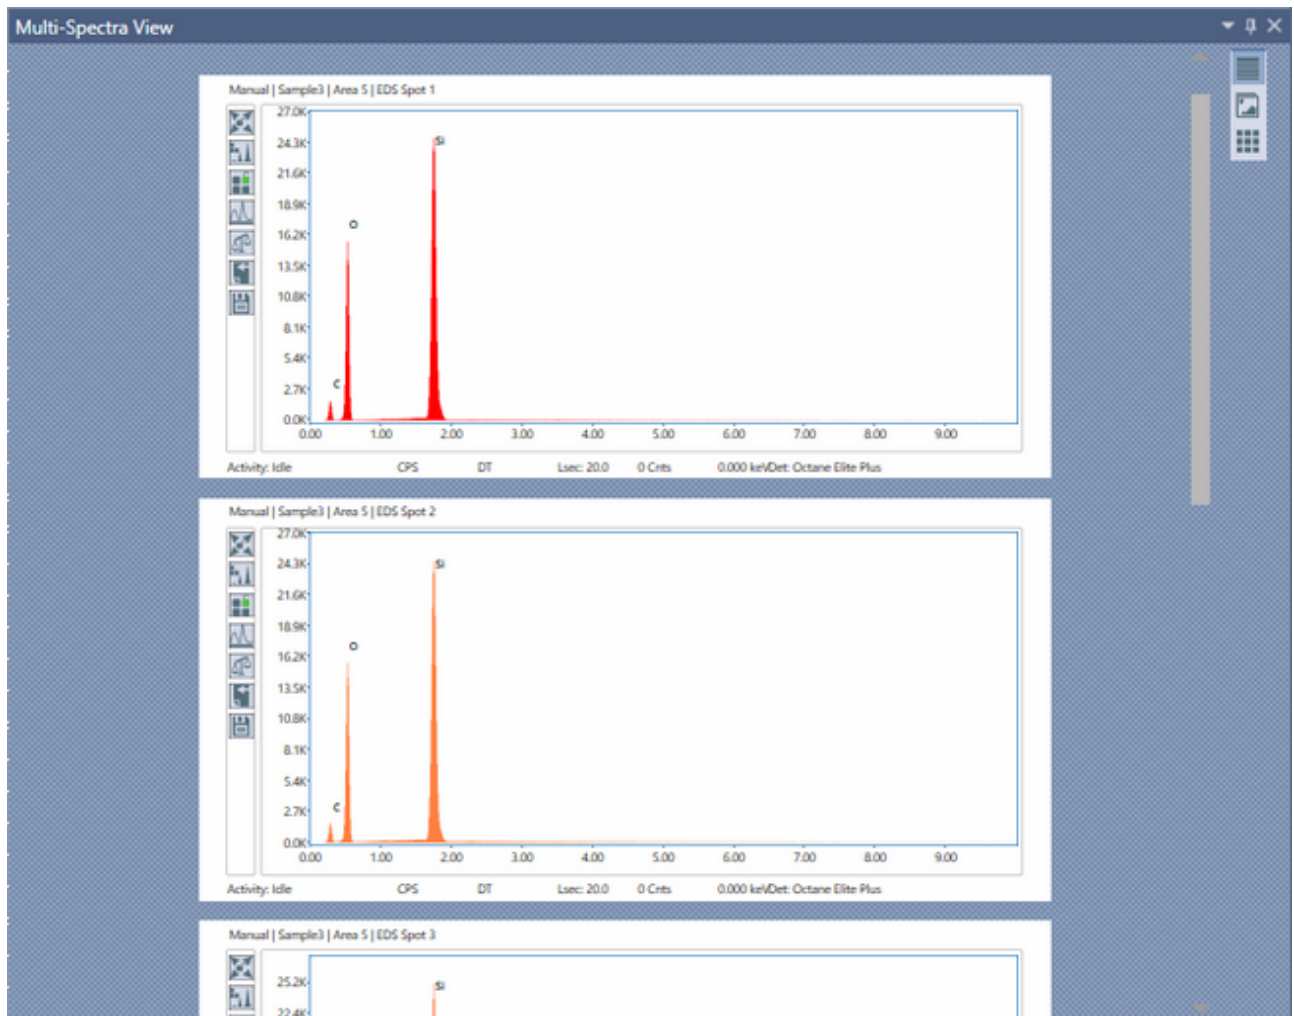 Multi-Spectra View
Manual | Sample3 | Area 5 | EDS Spot 1
27.0K
24.3K
21.6K
18.9K
16.2K
13.5K
10.8K
8.1K
5.4K
2.7K
0.0K
Si
O
C
0.00 1.00 2.00 3.00 4.00 5.00 6.00 7.00 8.00 9.00
Activity: Idle CPS DT Lsec: 20.0 0 Cnts 0.000 keV Det: Octane Elite Plus
Manual | Sample3 | Area 5 | EDS Spot 2
27.0K
24.3K
21.6K
18.9K
16.2K
13.5K
10.8K
8.1K
5.4K
2.7K
0.0K
Si
O
C
0.00 1.00 2.00 3.00 4.00 5.00 6.00 7.00 8.00 9.00
Activity: Idle CPS DT Lsec: 20.0 0 Cnts 0.000 keV Det: Octane Elite Plus
Manual | Sample3 | Area 5 | EDS Spot 3
25.2K
22.4K
Si